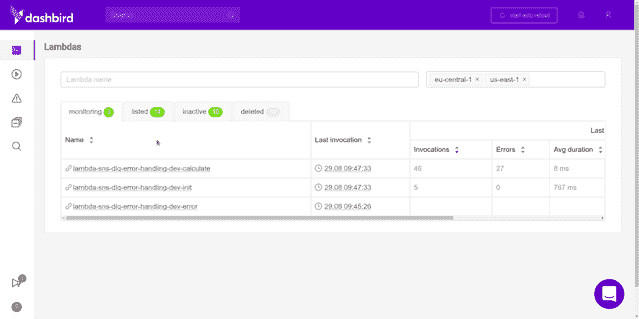 dashbird
Lambdas
Lambda name
eu-central-1 × us-east-1 ×
monitoring listed inactive deleted
Name Last invocation Last
Invocations Errors Avg duration
lambda-sns-dlq-error-handling-dev-calculate 29.08 09:47:33 46 27 8 ms
lambda-sns-dlq-error-handling-dev-init 29.08 09:47:33 5 0 767 ms
lambda-sns-dlq-error-handling-dev-error 29.08 09:45:26